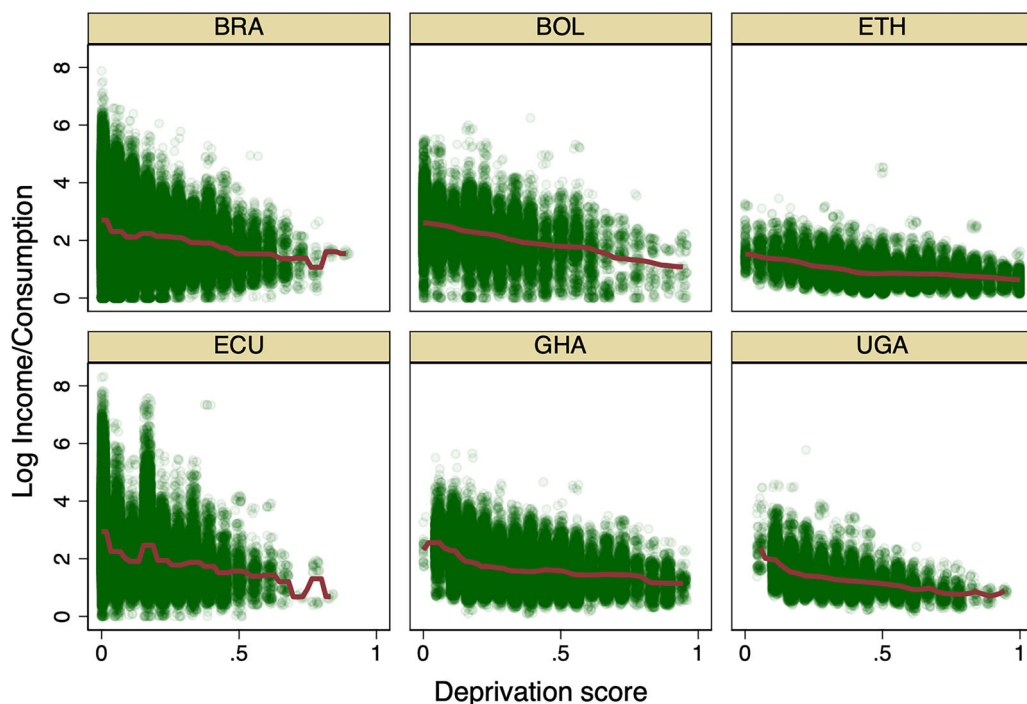 BRA BOL ETH
8
6
4
2
0
ECU GHA UGA
8
6
4
2
0
0 .5 1 0 .5 1 0 .5 1
Log Income/Consumption
Deprivation score